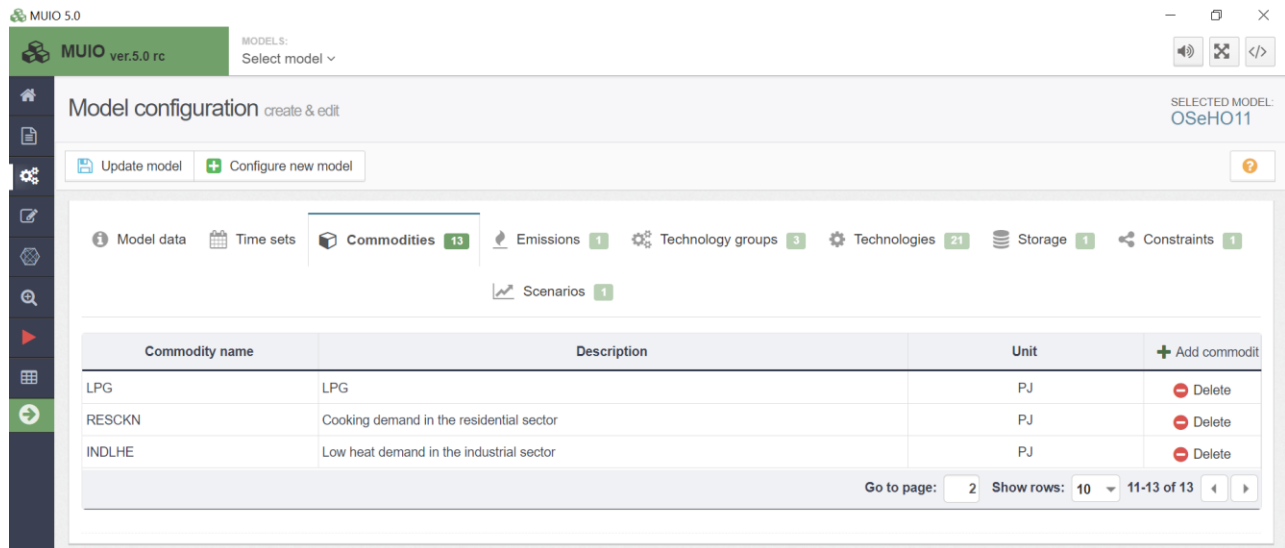 MUIO 5.0
MUIO ver.5.0 rc
MODELS:
Select model
Model configuration create & edit
SELECTED MODEL:
OSeHO11
Update model
Configure new model
Model data
Time sets
Commodities 13
Emissions 1
Technology groups 3
Technologies 21
Storage 1
Constraints 1
Scenarios 1
Commodity name Description Unit Add commodit
LPG LPG PJ Delete
RESCKN Cooking demand in the residential sector PJ Delete
INDLHE Low heat demand in the industrial sector PJ Delete
Go to page: 2 Show rows: 10 11-13 of 13